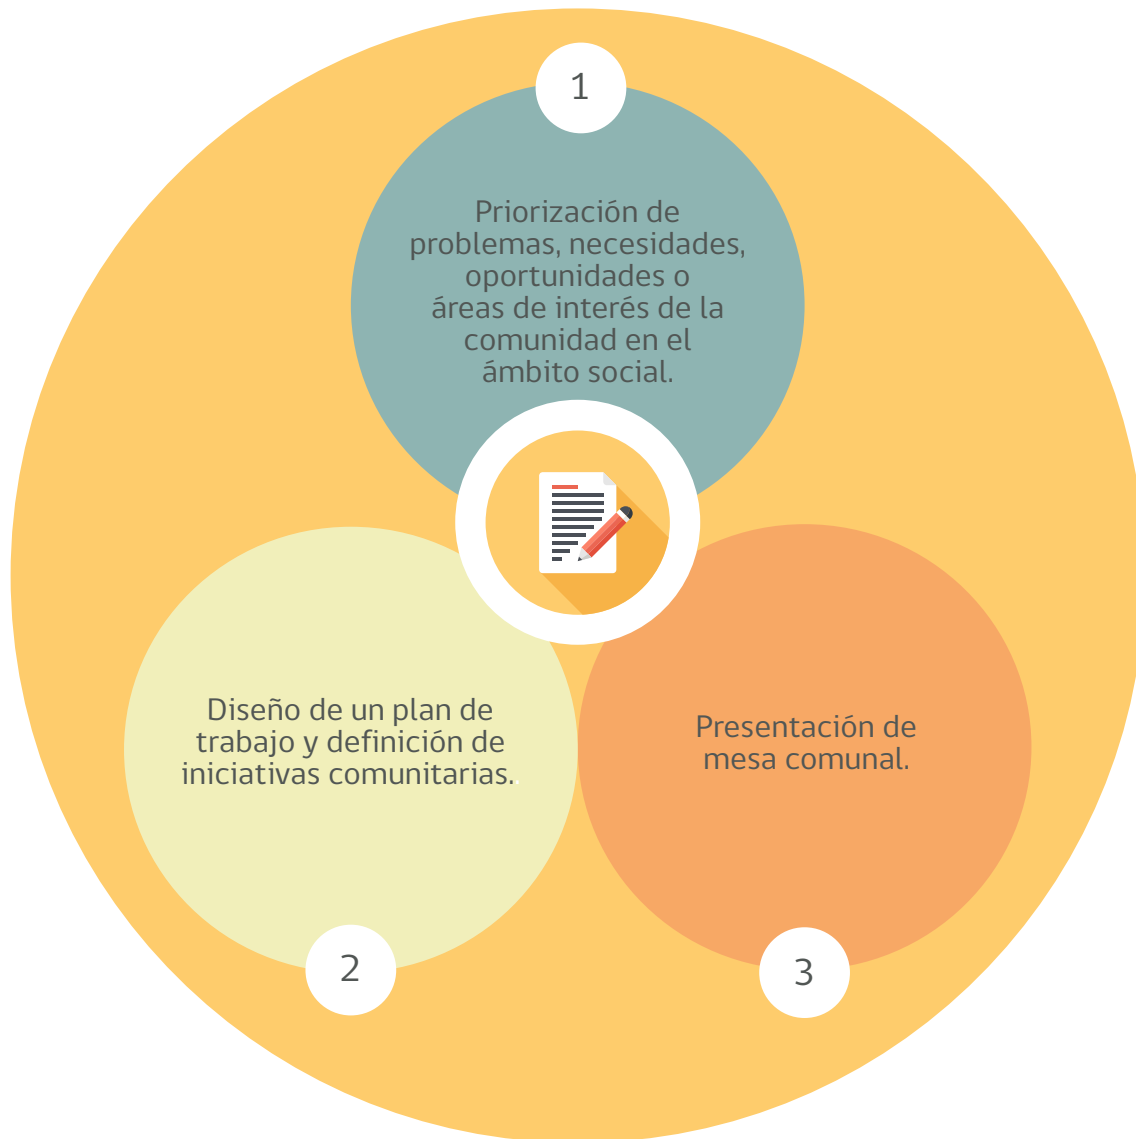 1
Priorización de
problemas, necesidades,
oportunidades o
áreas de interés de la
comunidad en el
ámbito social.
Diseño de un plan de
trabajo y definición de
iniciativas comunitarias.
2
Presentación de
mesa comunal.
3